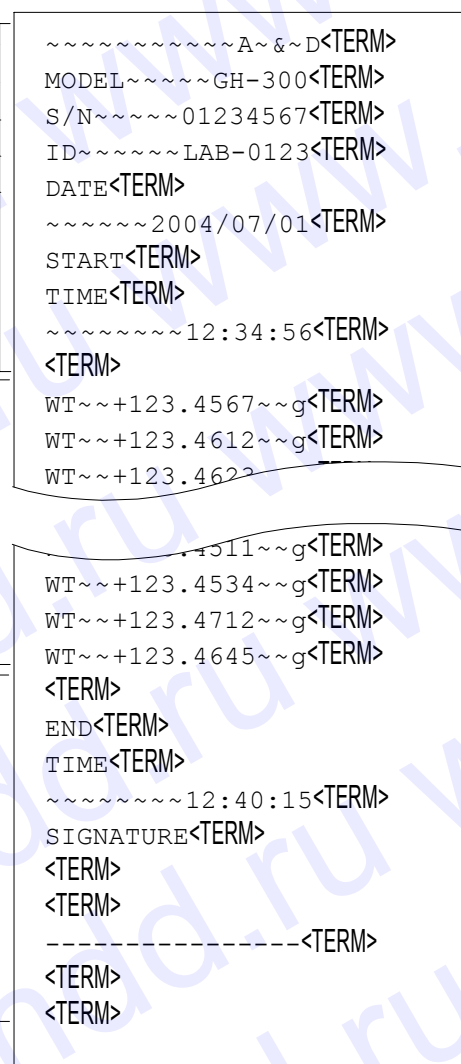 ~~~~~~~~~~~A~&~D<TERM>
MODEL~~~~~GH-300<TERM>
S/N~~~~~01234567<TERM>
ID~~~~~~LAB-0123<TERM>
DATE<TERM>
~~~~~~2004/07/01<TERM>
START<TERM>
TIME<TERM>
~~~~~~~~12:34:56<TERM>
<TERM>
WT~~+123.4567~~g<TERM>
WT~~+123.4612~~g<TERM>
WT~~+123.4623
.4511~~g<TERM>
WT~~+123.4534~~g<TERM>
WT~~+123.4712~~g<TERM>
WT~~+123.4645~~g<TERM>
<TERM>
END<TERM>
TIME<TERM>
~~~~~~~~12:40:15<TERM>
SIGNATURE<TERM>
<TERM>
<TERM>
----------------<TERM>
<TERM>
<TERM>